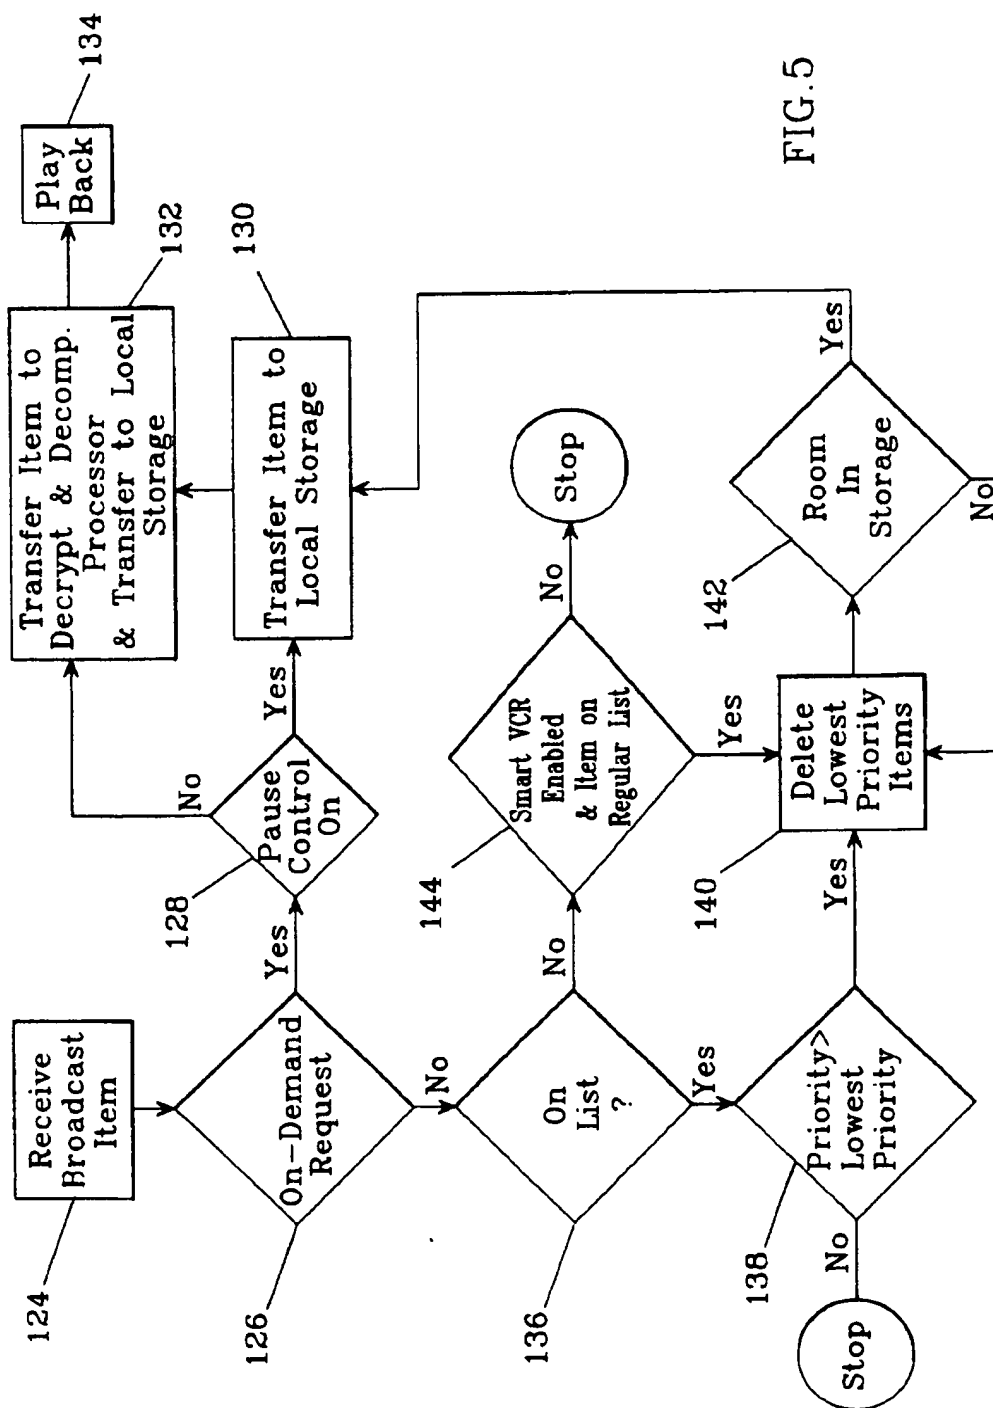 124
Receive
Broadcast
Item
126
On-Demand
Request
Yes
No
128
Pause
Control
On
No
Yes
Transfer Item to
Decrypt & Decomp.
Processor
& Transfer to Local
Storage
132
Play
Back
134
Transfer Item to
Local Storage
130
136
On
List
?
No
Yes
144
Smart VCR
Enabled
& Item on
Regular List
No
Stop
Yes
138
Priority>
Lowest
Priority
No
Stop
Yes
140
Delete
Lowest
Priority
Items
142
Room
In
Storage
Yes
No
FIG.5